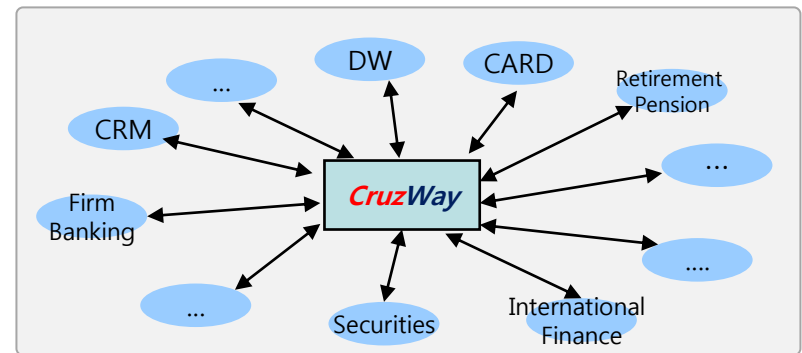 DW
CARD
...
Retirement
Pension
CRM
...
CruzWay
Firm
Banking
....
...
Securities
International
Finance